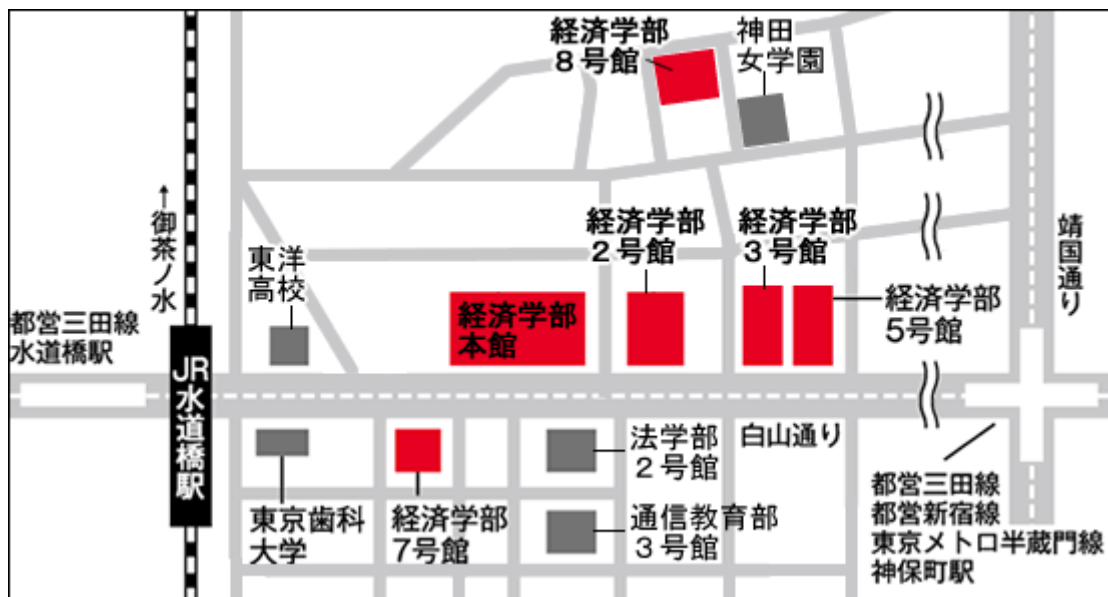 経済学部
8号館
神田
女学園
↑御茶ノ水
東洋
高校
経済学部
2号館
経済学部
3号館
靖国通り
都営三田線
水道橋駅
JR水道橋駅
経済学部
本館
経済学部
5号館
東京歯科
大学
経済学部
7号館
法学部
2号館
白山通り
通信教育部
3号館
都営三田線
都営新宿線
東京メトロ半蔵門線
神保町駅